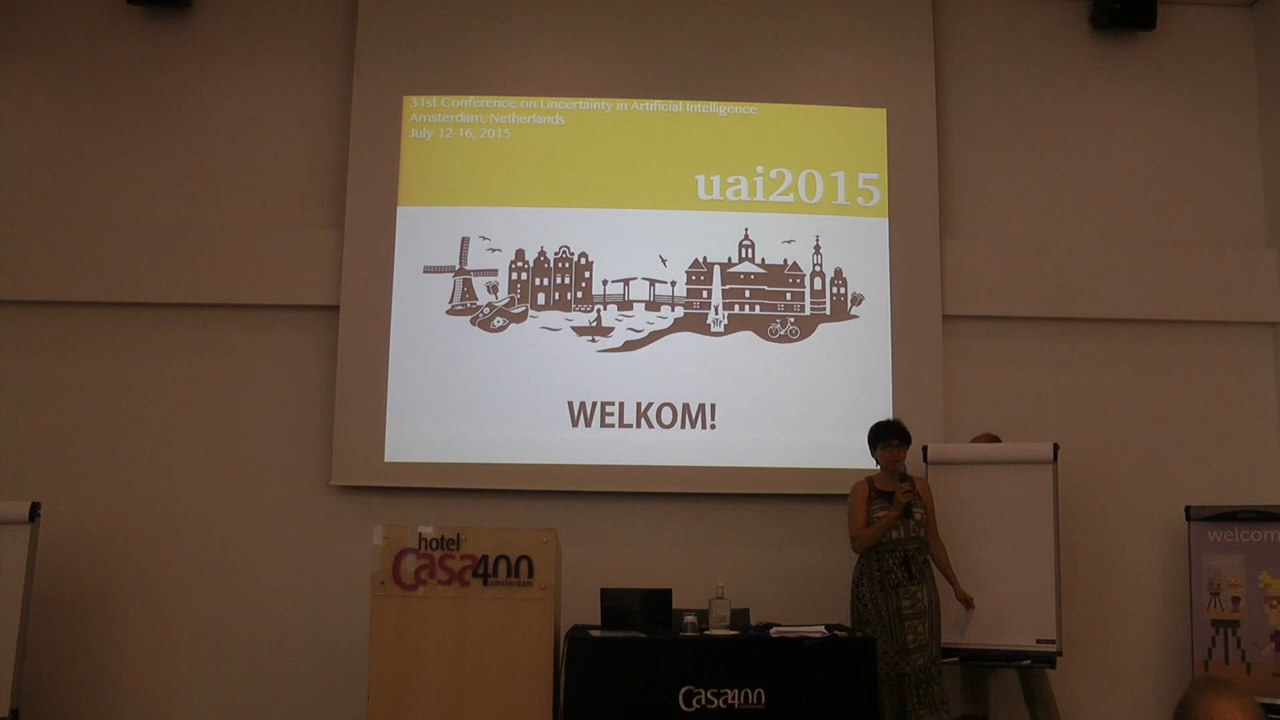 31st Conference on Uncertainty in Artificial Intelligence
Amsterdam, Netherlands
July 12-16, 2015
uai2015
WELKOM!
hotel
Casa400
amsterdam
Casa400
welcom